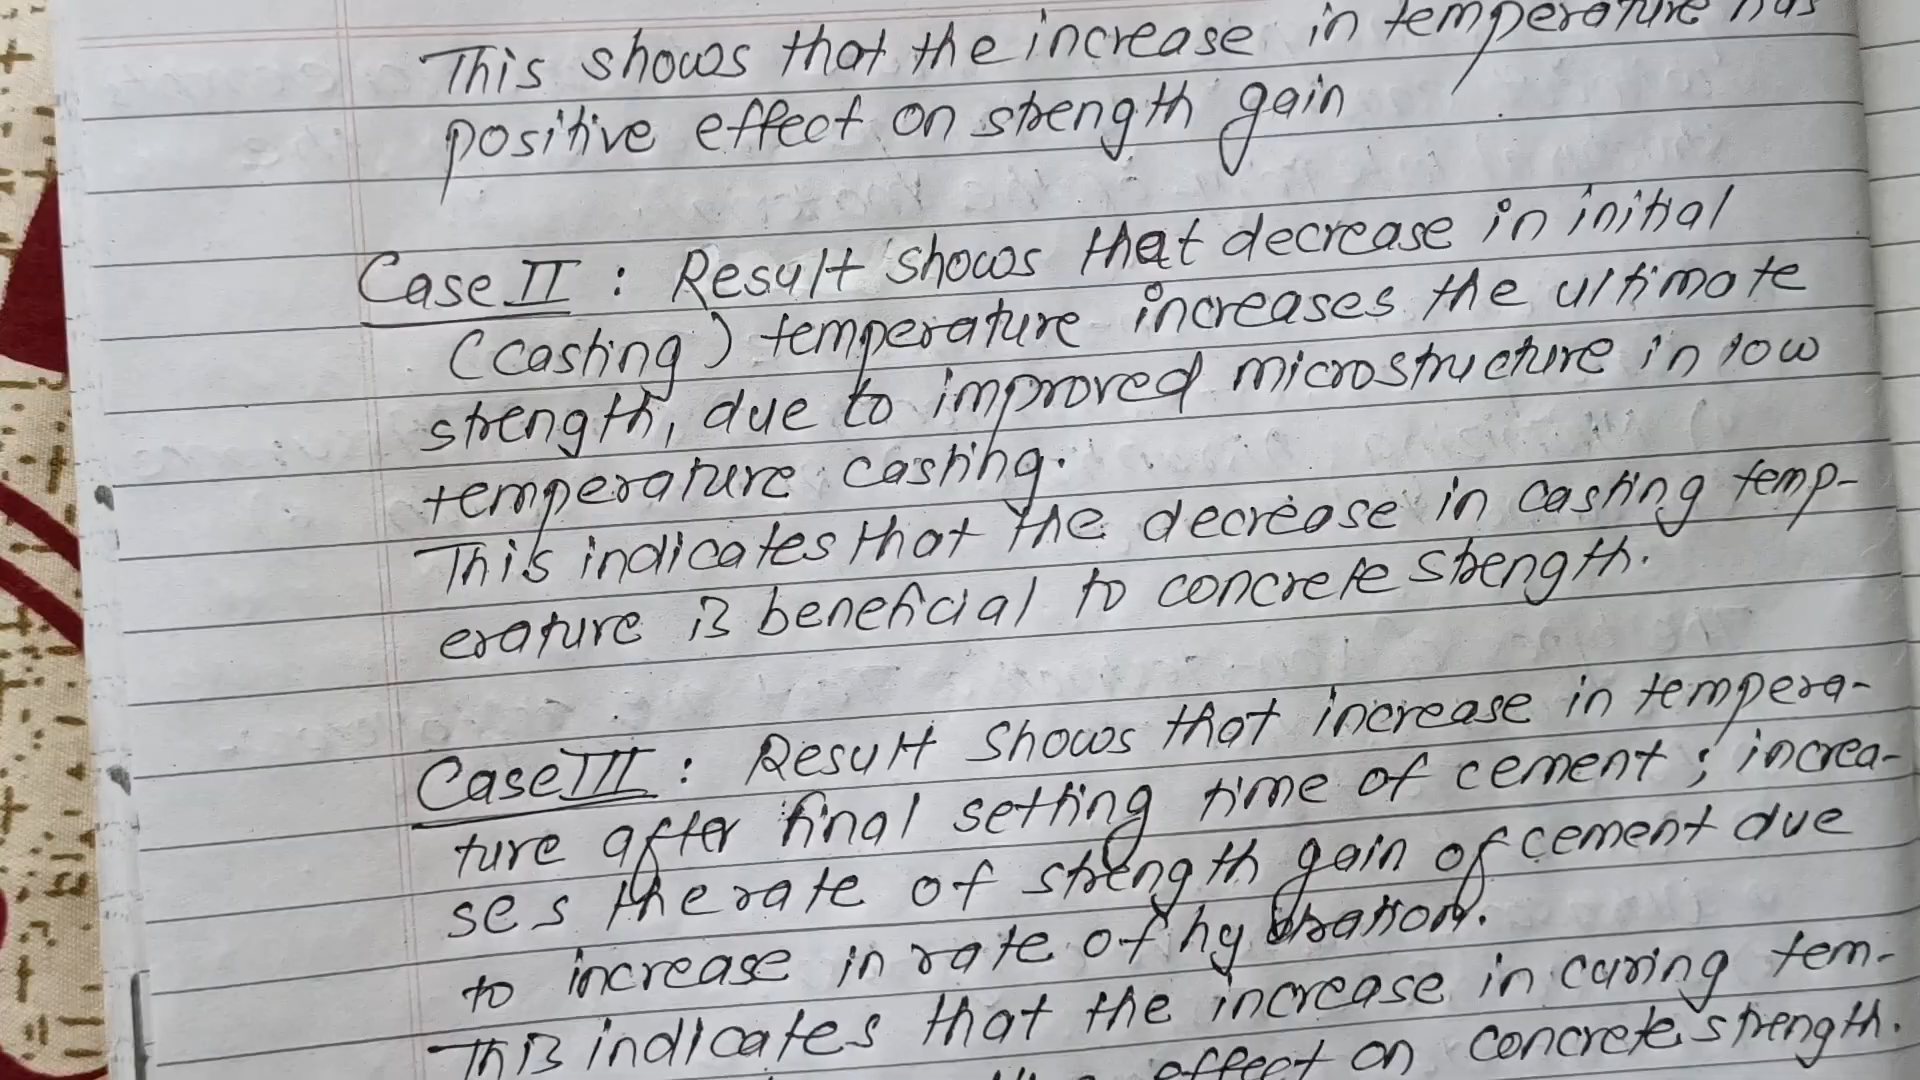 This shows that the increase in temperature has
positive effect on strength gain
Case II : Result shows that decrease in initial
(casting) temperature increases the ultimate
strength, due to improved microstructure in low
temperature casting.
This indicates that the decrease in casting temp-
erature is beneficial to concrete strength.
Case III : Result shows that increase in tempera-
ture after final setting time of cement ; increa-
ses the rate of strength gain of cement due
to increase in rate of hydration.
This indicates that the increase in curing tem-
effect on concrete strength.